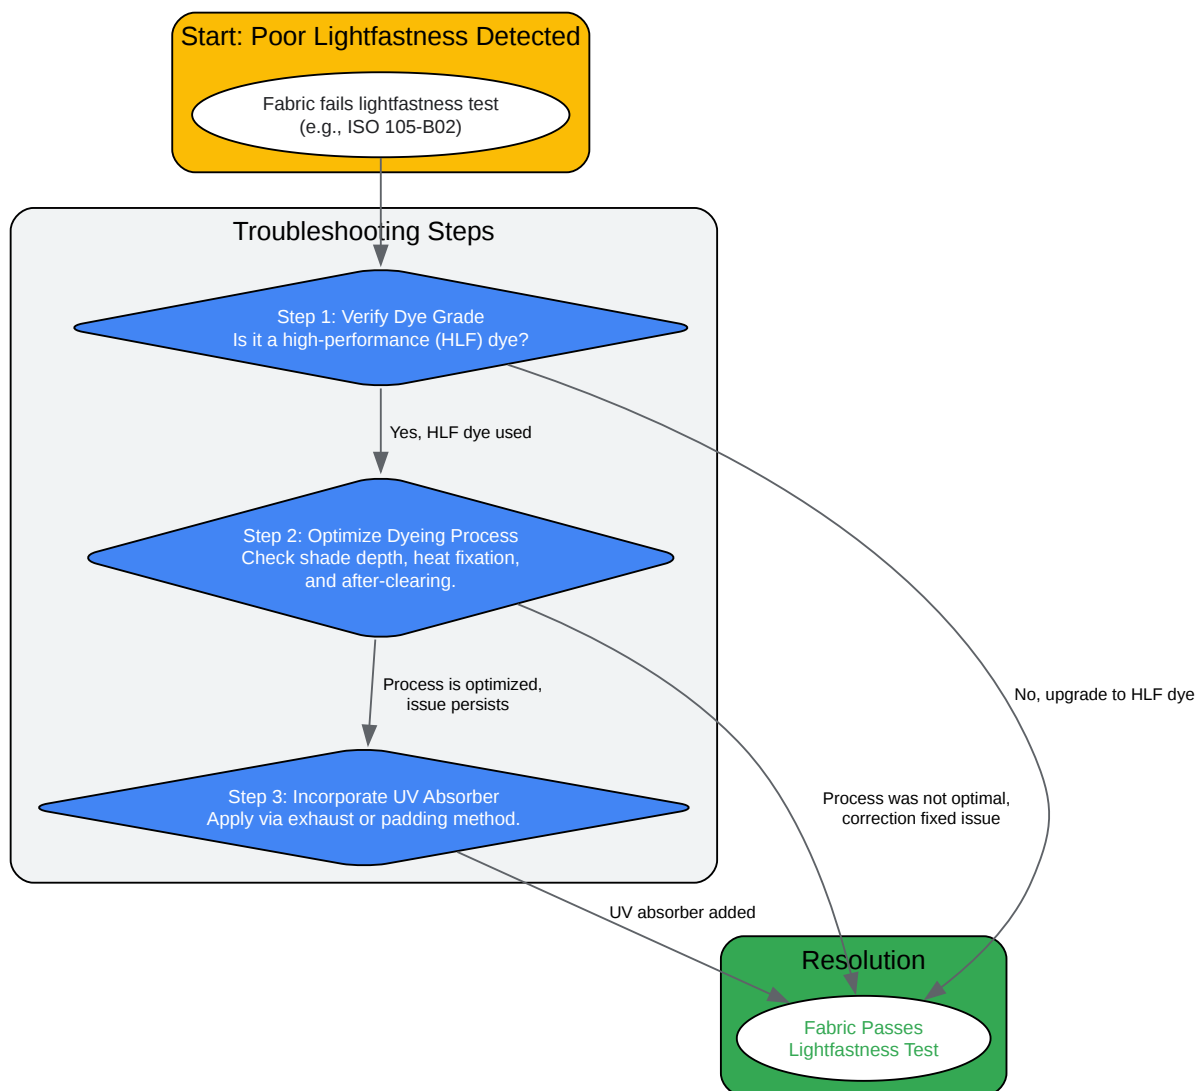 Start: Poor Lightfastness Detected
Fabric fails lightfastness test
(e.g., ISO 105-B02)
Troubleshooting Steps
Step 1: Verify Dye Grade
Is it a high-performance (HLF) dye?
Yes, HLF dye used
Step 2: Optimize Dyeing Process
Check shade depth, heat fixation,
and after-clearing.
Process is optimized,
issue persists
No, upgrade to HLF dye
Step 3: Incorporate UV Absorber
Apply via exhaust or padding method.
Process was not optimal,
correction fixed issue
UV absorber added
Resolution
Fabric Passes
Lightfastness Test